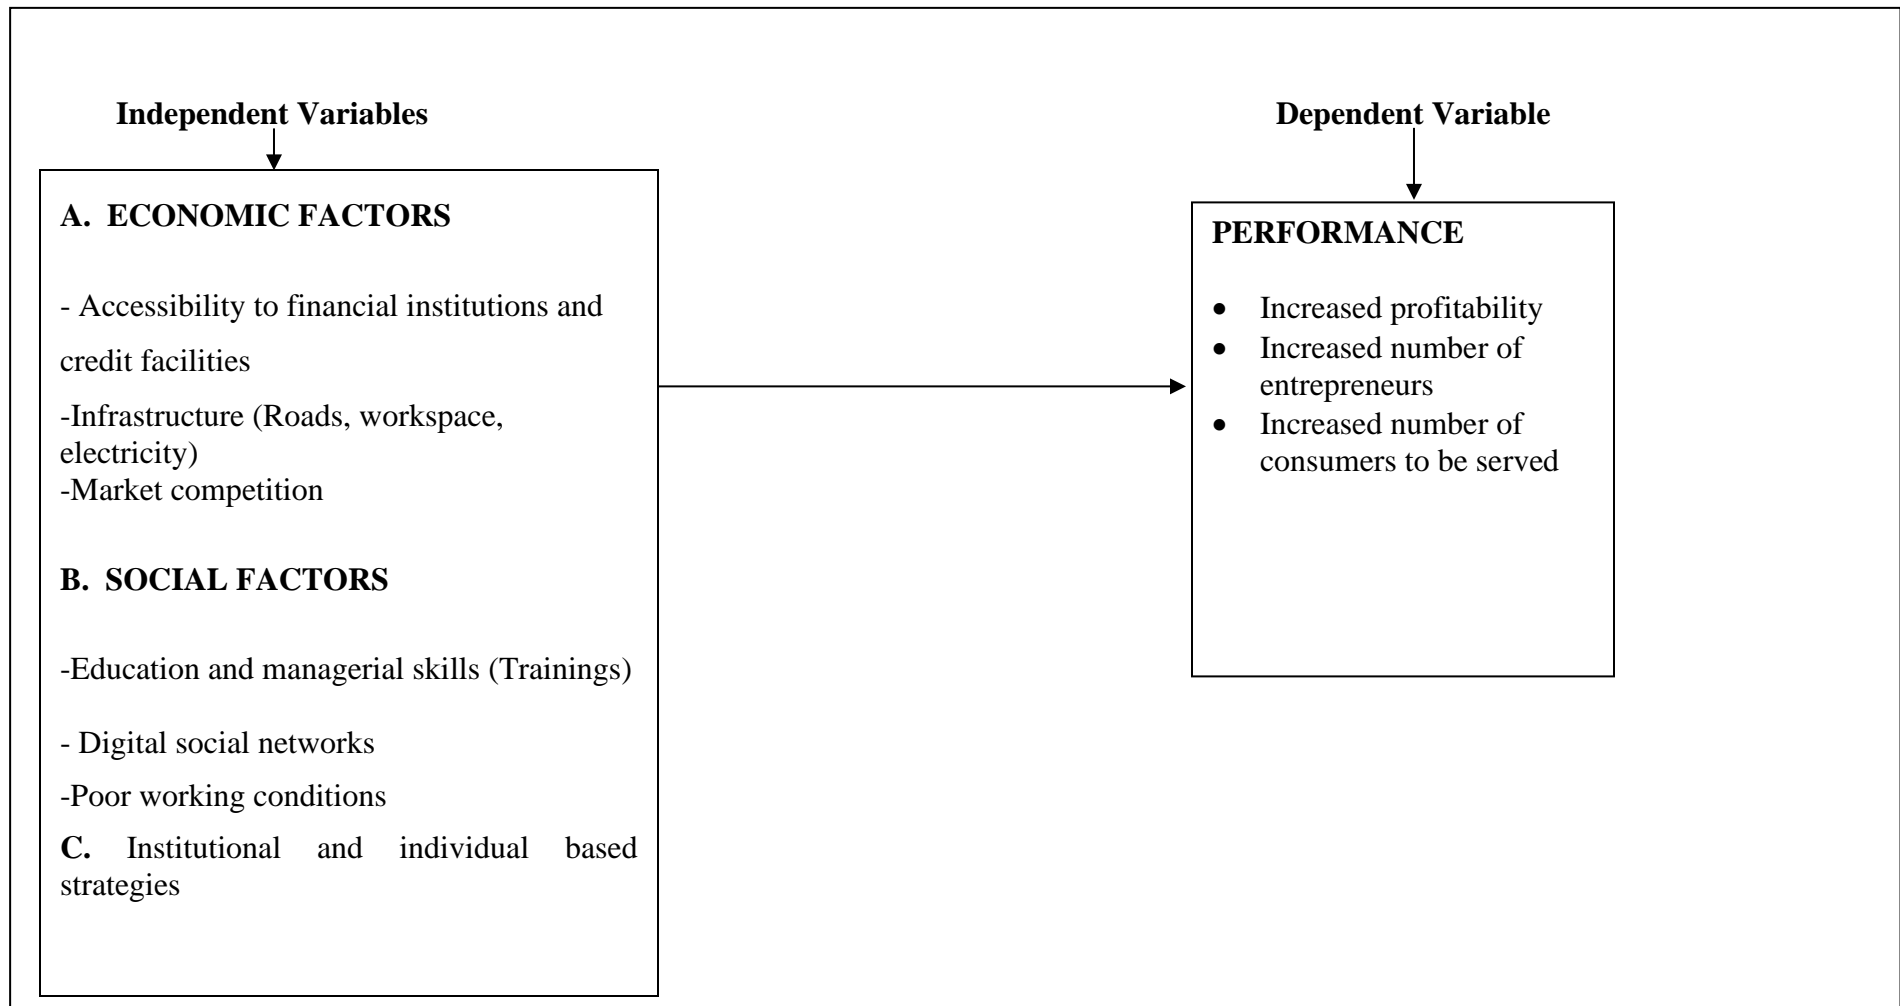 Independent Variables
A. ECONOMIC FACTORS
- Accessibility to financial institutions and
credit facilities
-Infrastructure (Roads, workspace,
electricity)
-Market competition
B. SOCIAL FACTORS
-Education and managerial skills (Trainings)
- Digital social networks
-Poor working conditions
C. Institutional and individual based
strategies
Dependent Variable
PERFORMANCE
• Increased profitability
• Increased number of
entrepreneurs
• Increased number of
consumers to be served